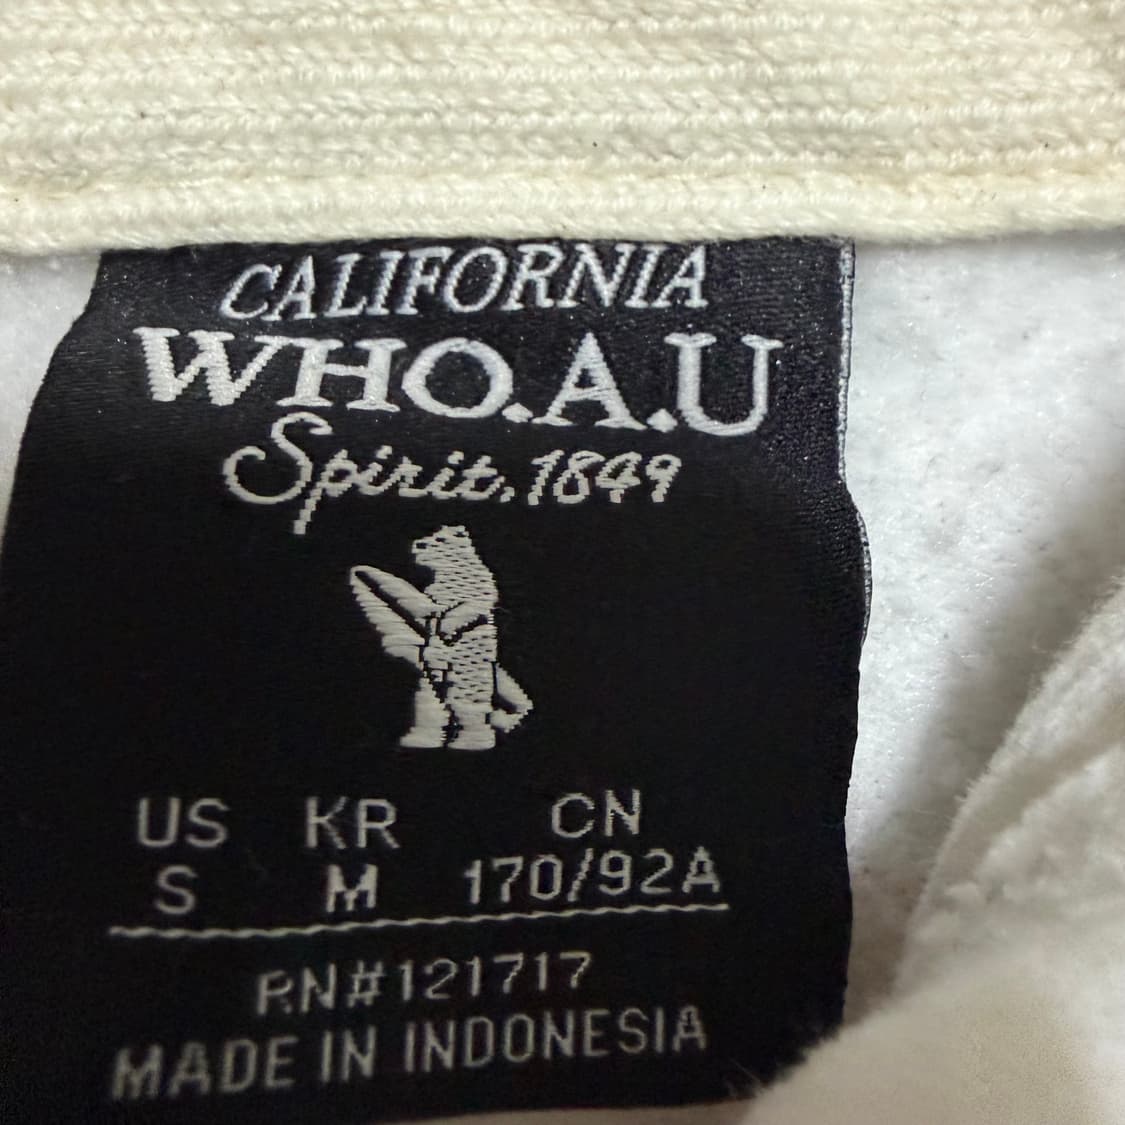 CALIFORNIA
WHO.A.U
Spirit.1849
US KR CN
S M 170/92A
RN#121717
MADE IN INDONESIA